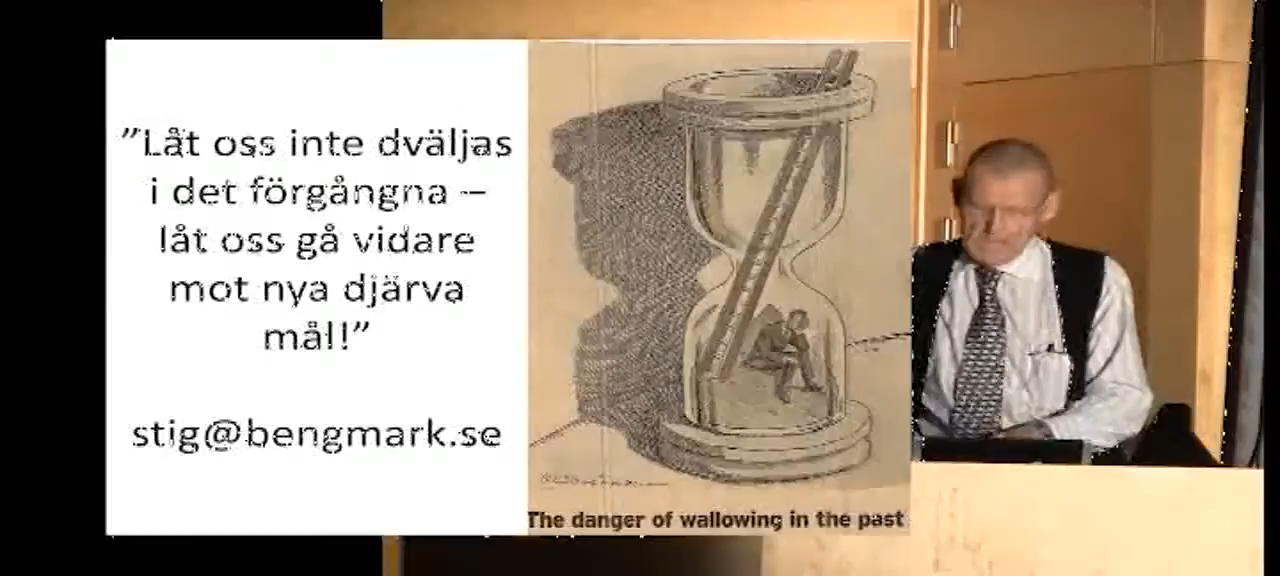 ”Låt oss inte dväljas
i det förgångna –
låt oss gå vidare
mot nya djärva
mål!”
stig@bengmark.se
The danger of wallowing in the past